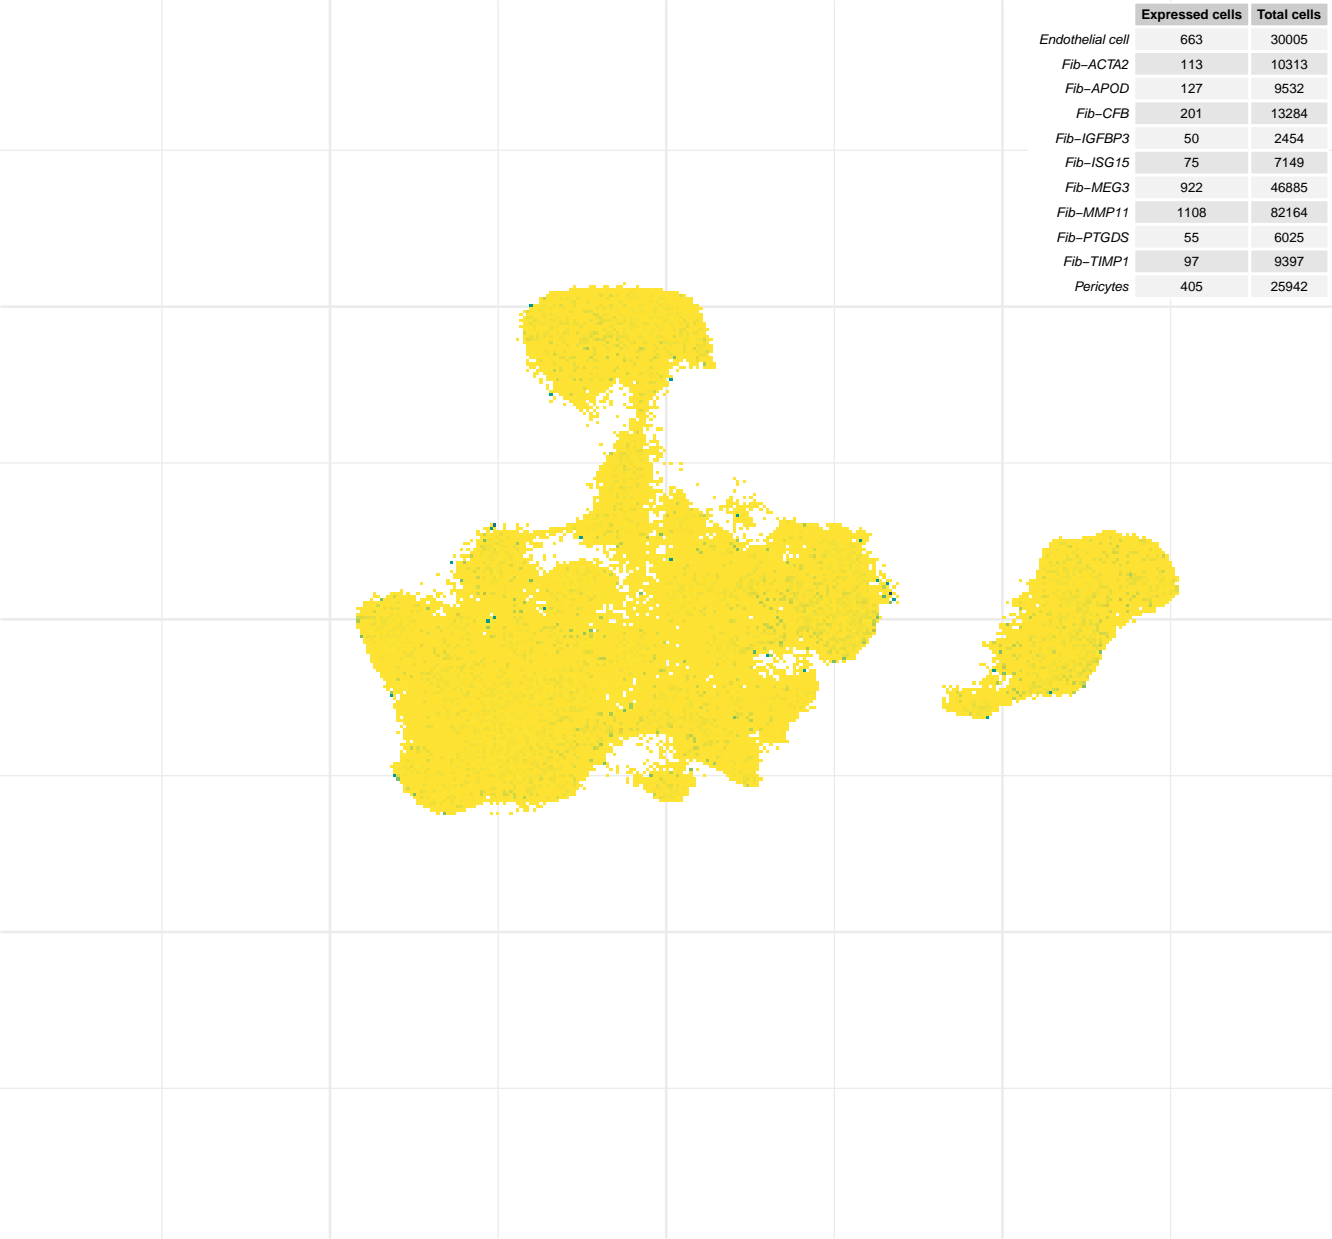 Expressed cells Total cells
Endothelial cell 663 30005
Fib−ACTA2 113 10313
Fib−APOD 127 9532
Fib−CFB 201 13284
Fib−IGFBP3 50 2454
Fib−ISG15 75 7149
Fib−MEG3 922 46885
Fib−MMP11 1108 82164
Fib−PTGDS 55 6025
Fib−TIMP1 97 9397
Pericytes 405 25942